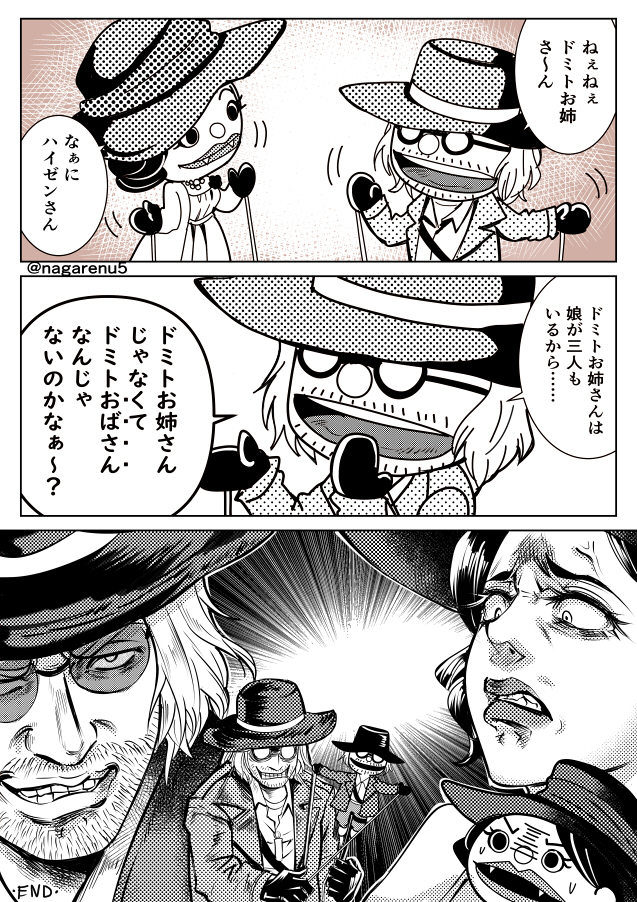 ねぇねぇ
ドミトお姉
さ〜ん
なぁに
ハイゼンさん
@nagarenu5
ドミトお姉さんは
娘が三人も
いるから……
ドミトお姉さん
じゃなくて
ドミトおばさん
なんじゃ
ないのかなぁ〜?
・END・